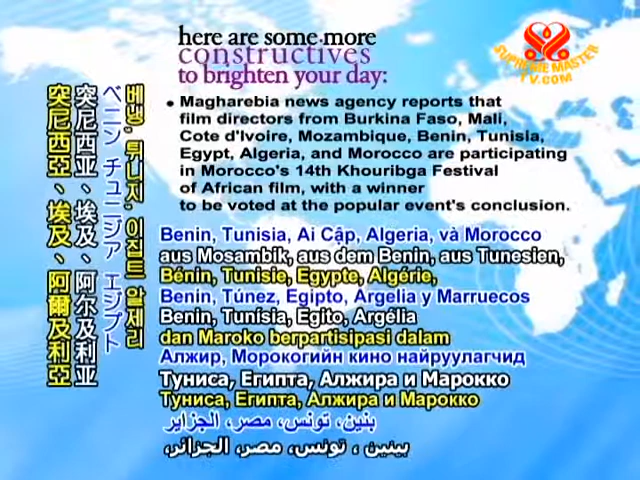 here are some more
constructives
to brighten your day:
SUPREME MASTER
TV.COM
• Magharebia news agency reports that
film directors from Burkina Faso, Mali,
Cote d'Ivoire, Mozambique, Benin, Tunisia,
Egypt, Algeria, and Morocco are participating
in Morocco's 14th Khouribga Festival
of African film, with a winner
to be voted at the popular event's conclusion.
突尼西亞、埃及、阿爾及利亞
突尼西亚、埃及、阿尔及利亚
ベニン チュニジア エジプト
베냉, 튀니지, 이집트 알제리
Benin, Tunisia, Ai Cập, Algeria, và Morocco
aus Mosambik, aus dem Benin, aus Tunesien,
Bénin, Tunisie, Egypte, Algérie,
Benin, Túnez, Egipto, Argelia y Marruecos
Benin, Tunísia, Egito, Argélia
dan Maroko berpartisipasi dalam
Алжир, Морокогийн кино найруулагчид
Туниса, Египта, Алжира и Марокко
Туниса, Египта, Алжира и Марокко
بنين، تونس، مصر، الجزاير
بینین ، تونس، مصر، الجزائر،